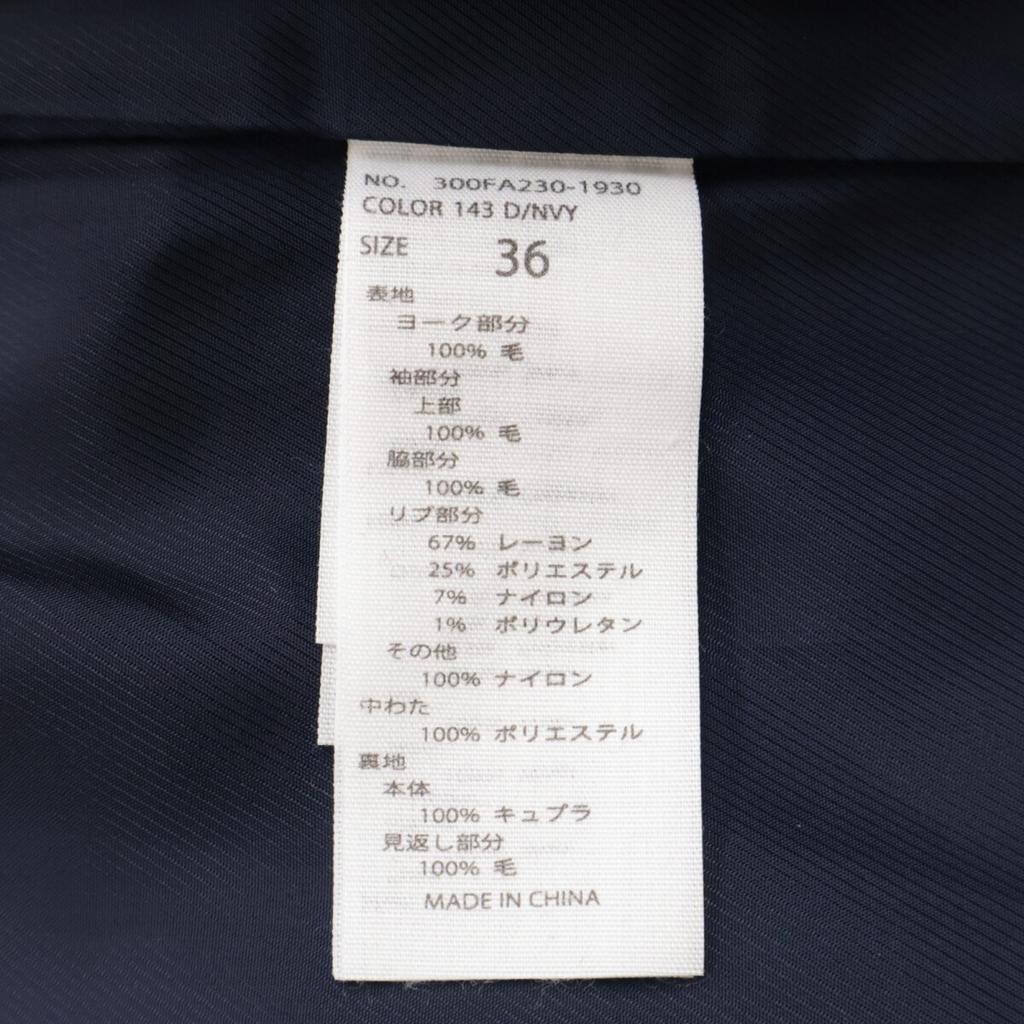 NO. 300FA230-1930
COLOR 143 D/NVY
SIZE 36
表地
ヨーク部分
100% 毛
袖部分
上部
100% 毛
脇部分
100% 毛
リブ部分
67% レーヨン
25% ポリエステル
7% ナイロン
1% ポリウレタン
その他
100% ナイロン
中わた
100% ポリエステル
裏地
本体
100% キュプラ
見返し部分
100% 毛
MADE IN CHINA